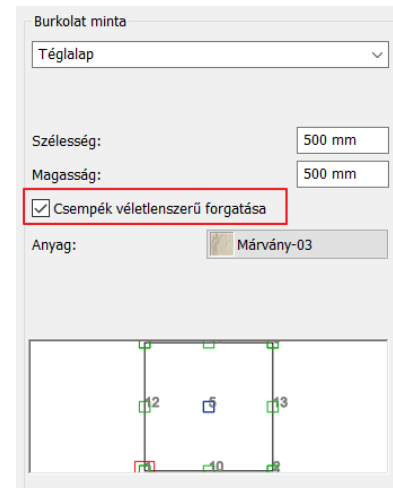 Burkolat minta
Téglalap
Szélesség: 500 mm
Magasság: 500 mm
Csempék véletlenszerű forgatása
Anyag: Márvány-03
12 5 13
10